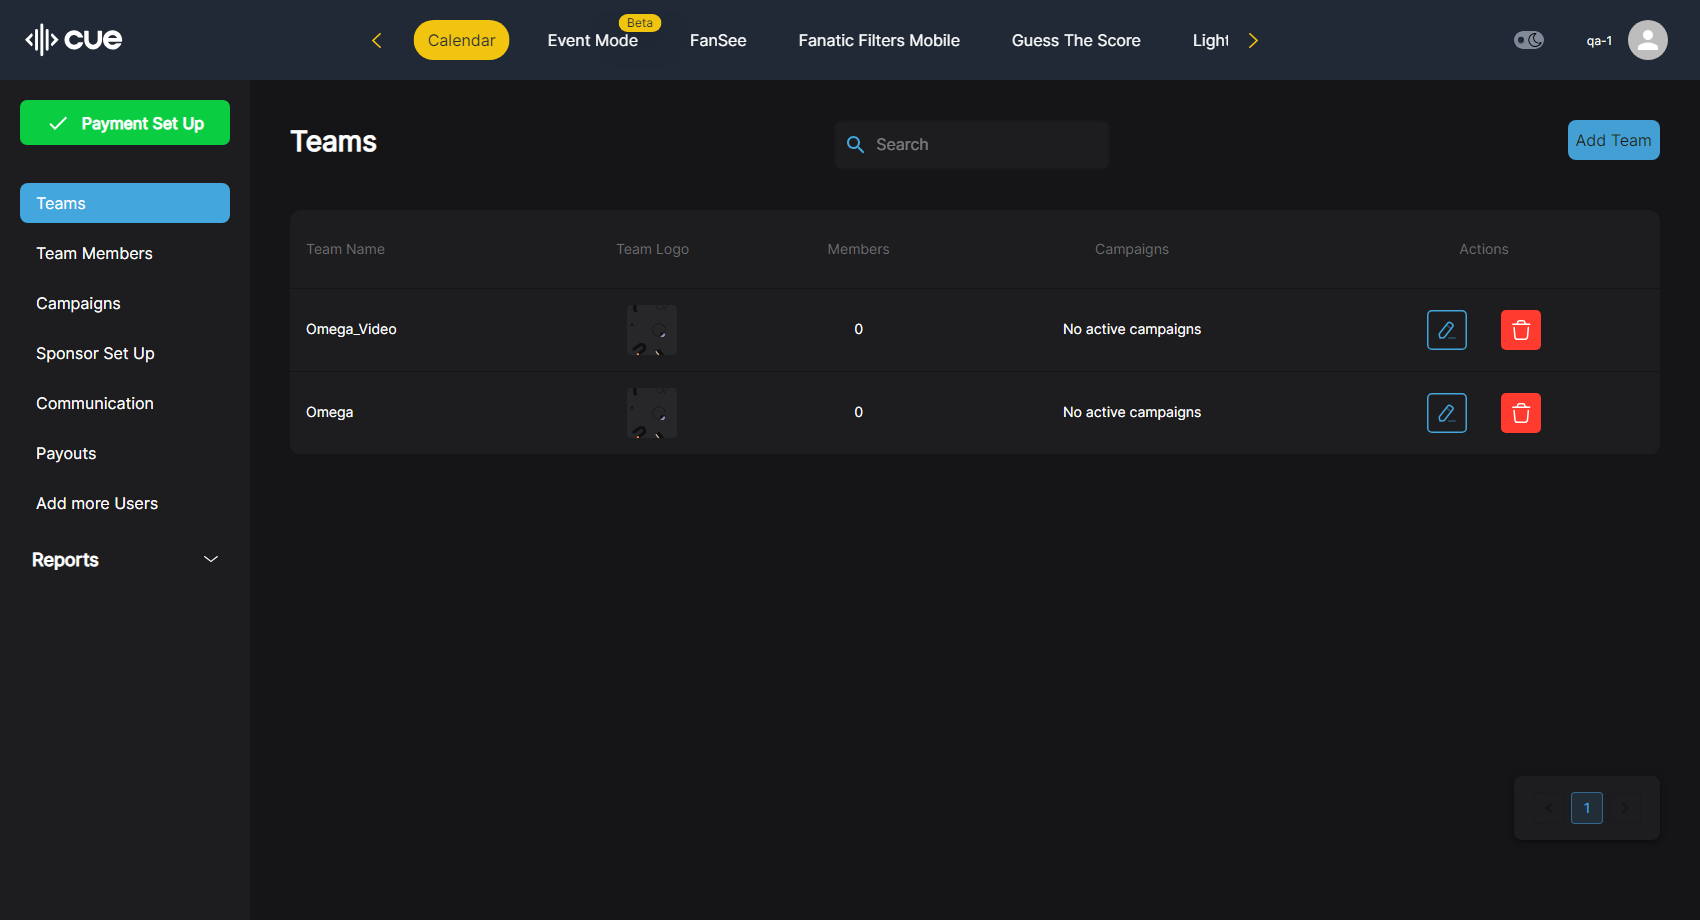 cue
Calendar
Event Mode
Beta
FanSee
Fanatic Filters Mobile
Guess The Score
Light
qa-1
Payment Set Up
Teams
Team Members
Campaigns
Sponsor Set Up
Communication
Payouts
Add more Users
Reports
Teams
Search
Add Team
Team Name Team Logo Members Campaigns Actions
Omega_Video 0 No active campaigns
Omega 0 No active campaigns
1